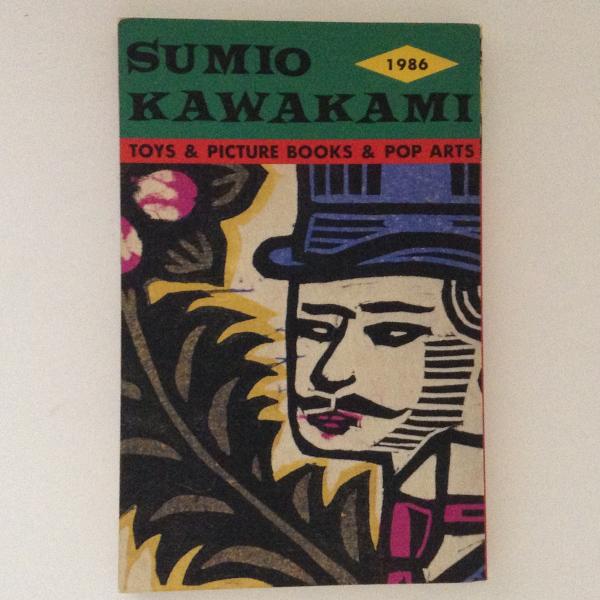 SUMIO
1986
KAWAKAMI
TOYS & PICTURE BOOKS & POP ARTS